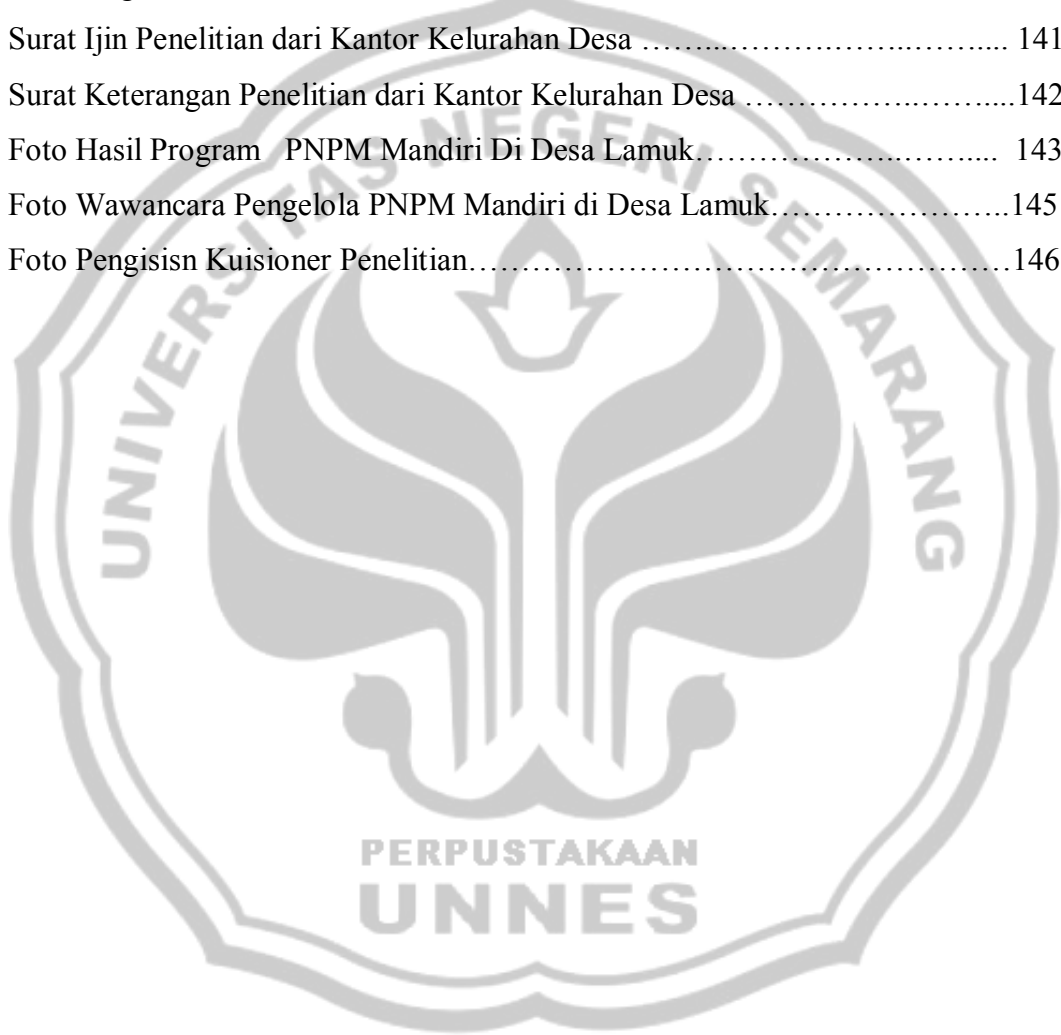 Surat Ijin Penelitian dari Kantor Kelurahan Desa ……...……….…….……..... 141
Surat Keterangan Penelitian dari Kantor Kelurahan Desa …………….…….....142
Foto Hasil Program   PNPM Mandiri Di Desa Lamuk……………….…….... 143
Foto Wawancara Pengelola PNPM Mandiri di Desa Lamuk…………………..145
Foto Pengisisn Kuisioner Penelitian……………………………………………146
UNIVERSITAS NEGERI SEMARANG
PERPUSTAKAAN
UNNES